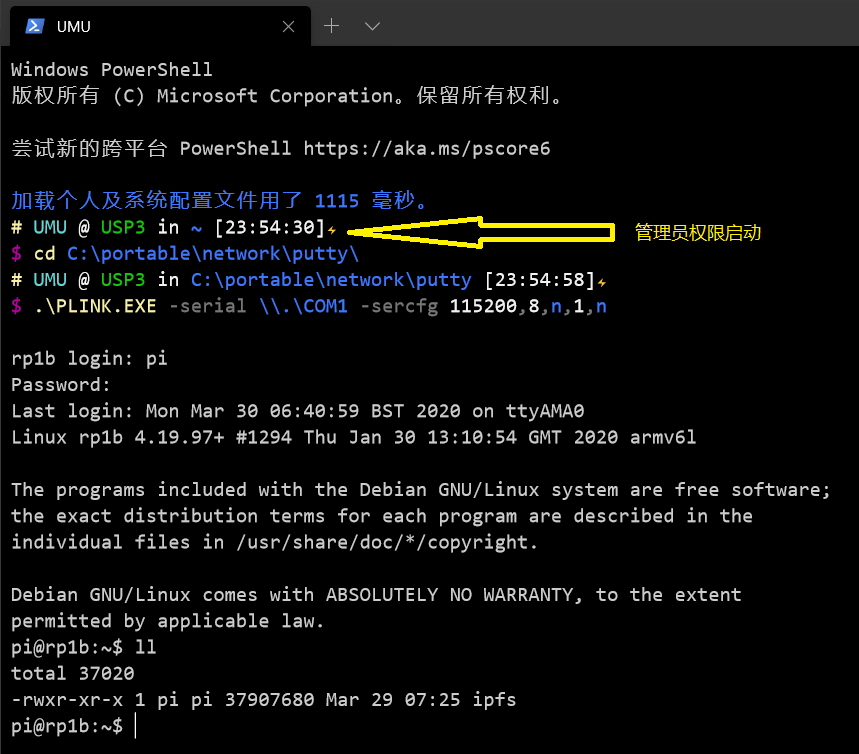 UMU
Windows PowerShell
版权所有 (C) Microsoft Corporation。保留所有权利。
尝试新的跨平台 PowerShell https://aka.ms/pscore6
加载个人及系统配置文件用了 1115 毫秒。
# UMU @ USP3 in ~ [23:54:30]⚡
管理员权限启动
$ cd C:\portable\network\putty\
# UMU @ USP3 in C:\portable\network\putty [23:54:58]⚡
$ .\PLINK.EXE -serial \\.\COM1 -sercfg 115200,8,n,1,n
rp1b login: pi
Password:
Last login: Mon Mar 30 06:40:59 BST 2020 on ttyAMA0
Linux rp1b 4.19.97+ #1294 Thu Jan 30 13:10:54 GMT 2020 armv6l
The programs included with the Debian GNU/Linux system are free software;
the exact distribution terms for each program are described in the
individual files in /usr/share/doc/*/copyright.
Debian GNU/Linux comes with ABSOLUTELY NO WARRANTY, to the extent
permitted by applicable law.
pi@rp1b:~$ ll
total 37020
-rwxr-xr-x 1 pi pi 37907680 Mar 29 07:25 ipfs
pi@rp1b:~$